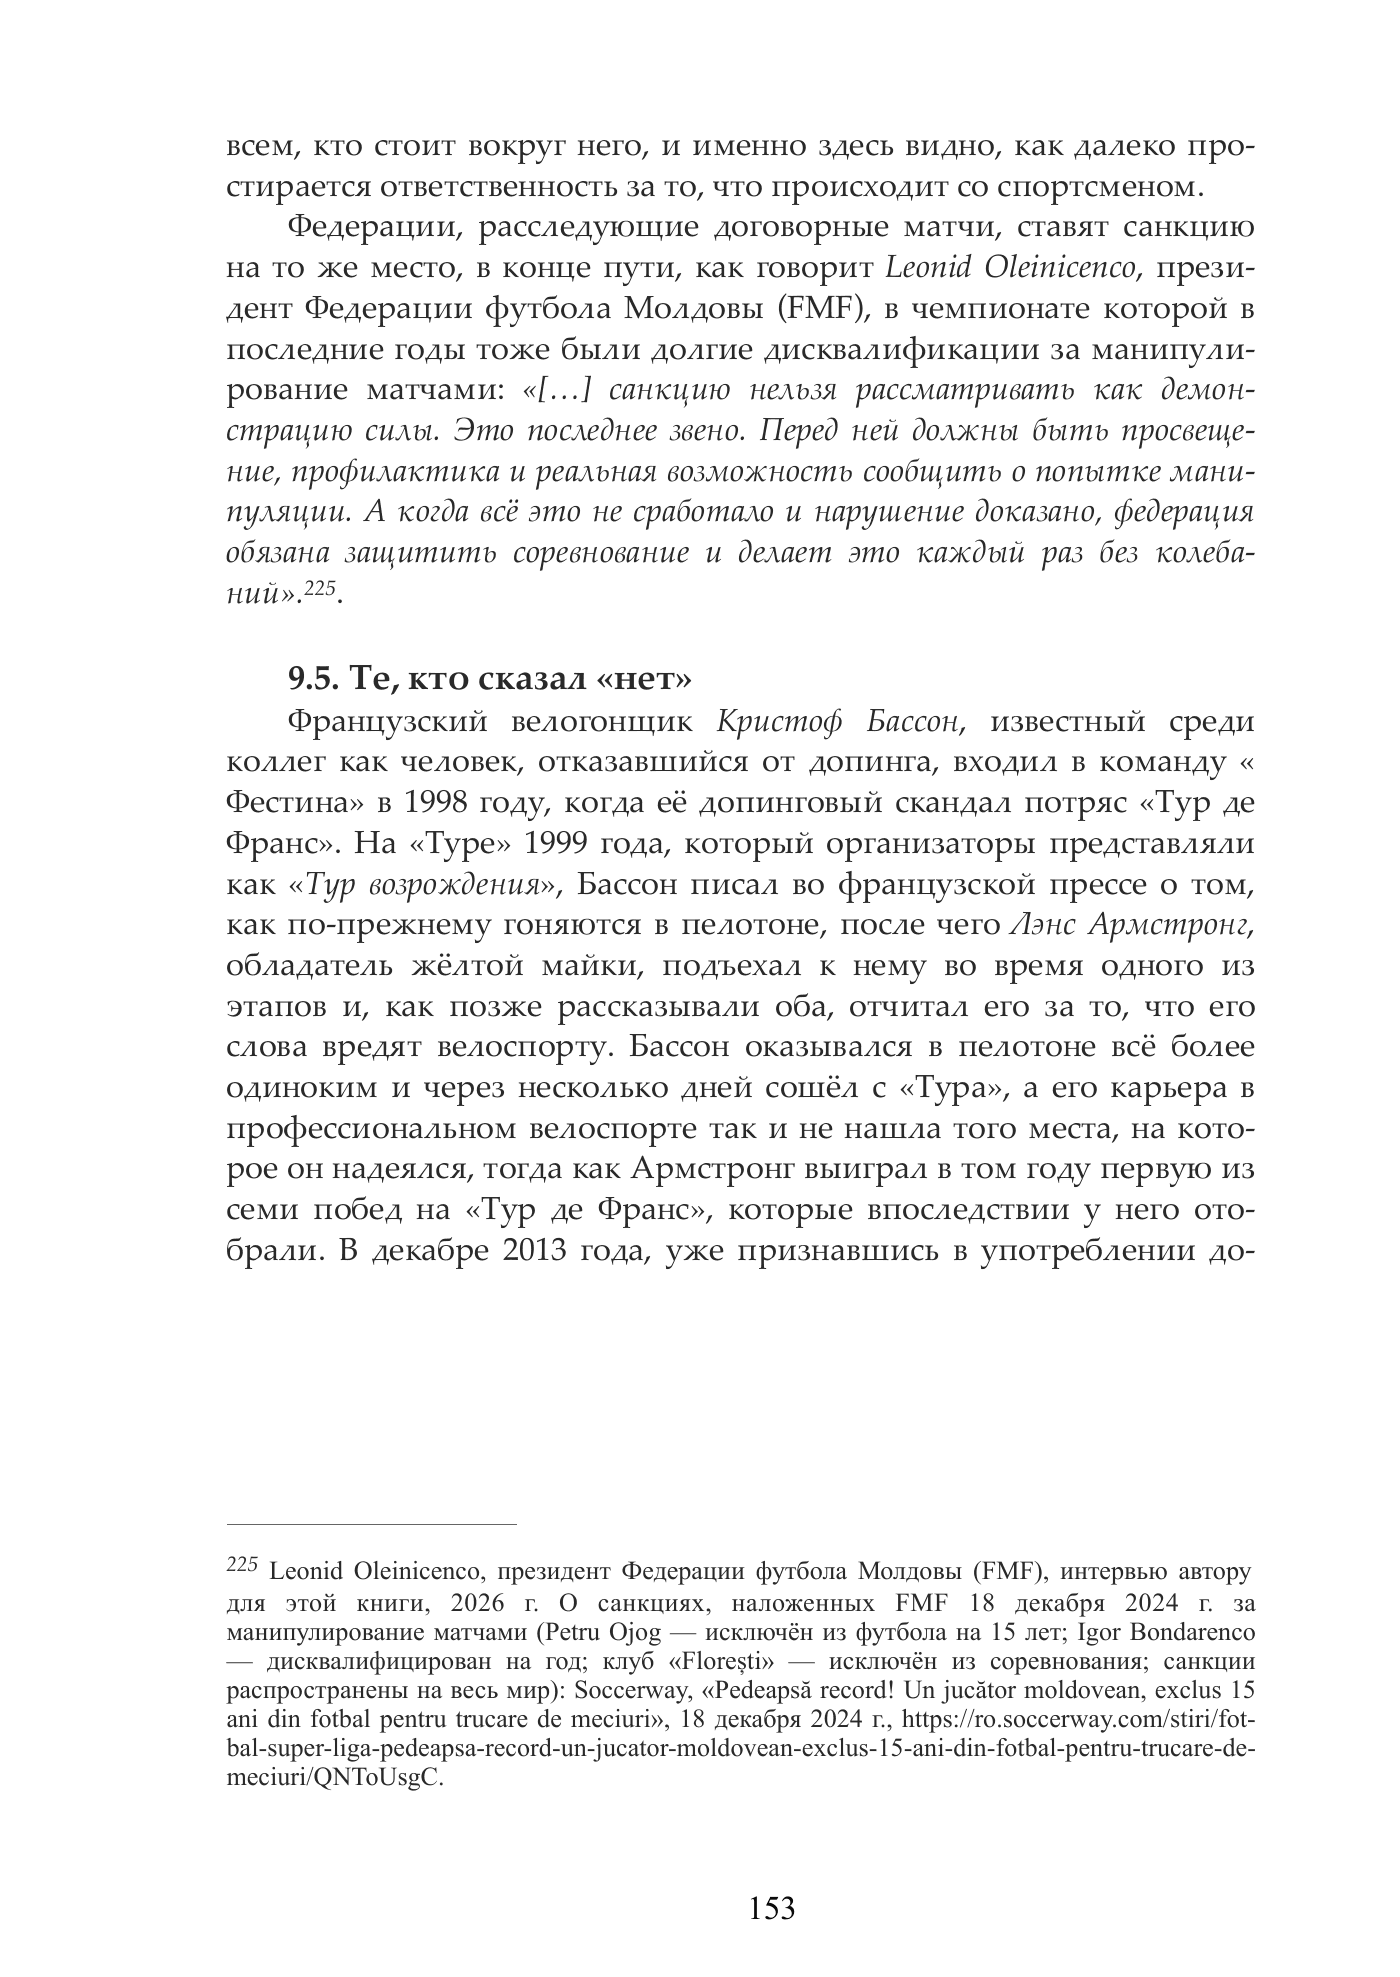 всем, кто стоит вокруг него, и именно здесь видно, как далеко про-
стирается ответственность за то, что происходит со спортсменом.
Федерации, расследующие договорные матчи, ставят санкцию
на то же место, в конце пути, как говорит Leonid Oleinicenco, прези-
дент Федерации футбола Молдовы (FMF), в чемпионате которой в
последние годы тоже были долгие дисквалификации за манипули-
рование матчами: «[…] санкцию нельзя рассматривать как демон-
страцию силы. Это последнее звено. Перед ней должны быть просвеще-
ние, профилактика и реальная возможность сообщить о попытке мани-
пуляции. А когда всё это не сработало и нарушение доказано, федерация
обязана защитить соревнование и делает это каждый раз без колеба-
ний».225.
9.5. Те, кто сказал «нет»
Французский велогонщик Кристоф Бассон, известный среди
коллег как человек, отказавшийся от допинга, входил в команду «
Фестина» в 1998 году, когда её допинговый скандал потряс «Тур де
Франс». На «Туре» 1999 года, который организаторы представляли
как «Тур возрождения», Бассон писал во французской прессе о том,
как по-прежнему гоняются в пелотоне, после чего Лэнс Армстронг,
обладатель жёлтой майки, подъехал к нему во время одного из
этапов и, как позже рассказывали оба, отчитал его за то, что его
слова вредят велоспорту. Бассон оказывался в пелотоне всё более
одиноким и через несколько дней сошёл с «Тура», а его карьера в
профессиональном велоспорте так и не нашла того места, на кото-
рое он надеялся, тогда как Армстронг выиграл в том году первую из
семи побед на «Тур де Франс», которые впоследствии у него ото-
брали. В декабре 2013 года, уже признавшись в употреблении до-
225 Leonid Oleinicenco, президент Федерации футбола Молдовы (FMF), интервью автору
для этой книги, 2026 г. О санкциях, наложенных FMF 18 декабря 2024 г. за
манипулирование матчами (Petru Ojog — исключён из футбола на 15 лет; Igor Bondarenco
— дисквалифицирован на год; клуб «Florești» — исключён из соревнования; санкции
распространены на весь мир): Soccerway, «Pedeapsă record! Un jucător moldovean, exclus 15
ani din fotbal pentru trucare de meciuri», 18 декабря 2024 г., https://ro.soccerway.com/stiri/fot-
bal-super-liga-pedeapsa-record-un-jucator-moldovean-exclus-15-ani-din-fotbal-pentru-trucare-de-
meciuri/QNToUsgC.
153